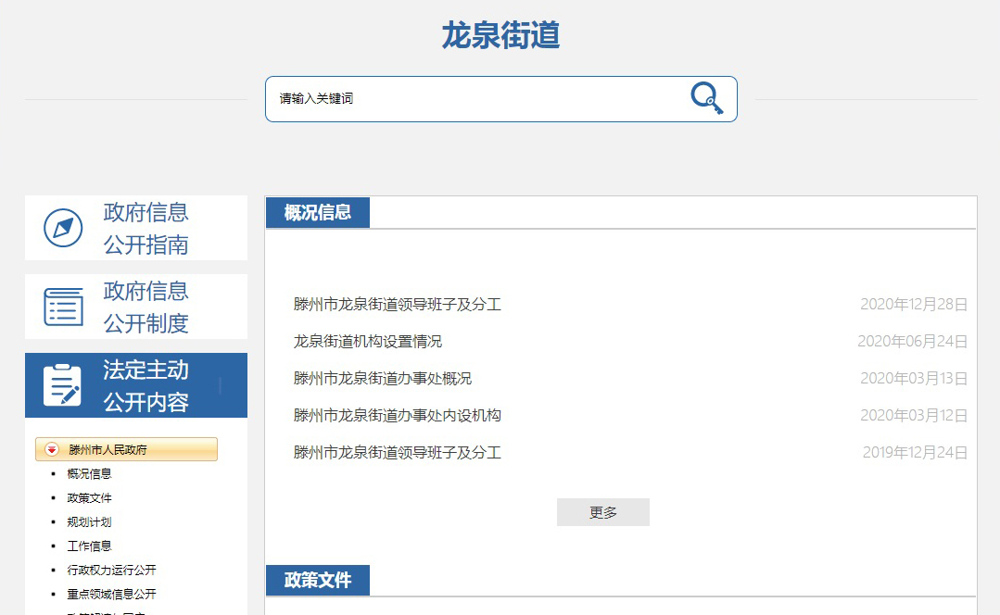 龙泉街道
请输入关键词
政府信息
公开指南
政府信息
公开制度
法定主动
公开内容
滕州市人民政府
概况信息
政策文件
规划计划
工作信息
行政权力运行公开
重点领域信息公开
概况信息
滕州市龙泉街道领导班子及分工 2020年12月28日
龙泉街道机构设置情况 2020年06月24日
滕州市龙泉街道办事处概况 2020年03月13日
滕州市龙泉街道办事处内设机构 2020年03月12日
滕州市龙泉街道领导班子及分工 2019年12月24日
更多
政策文件